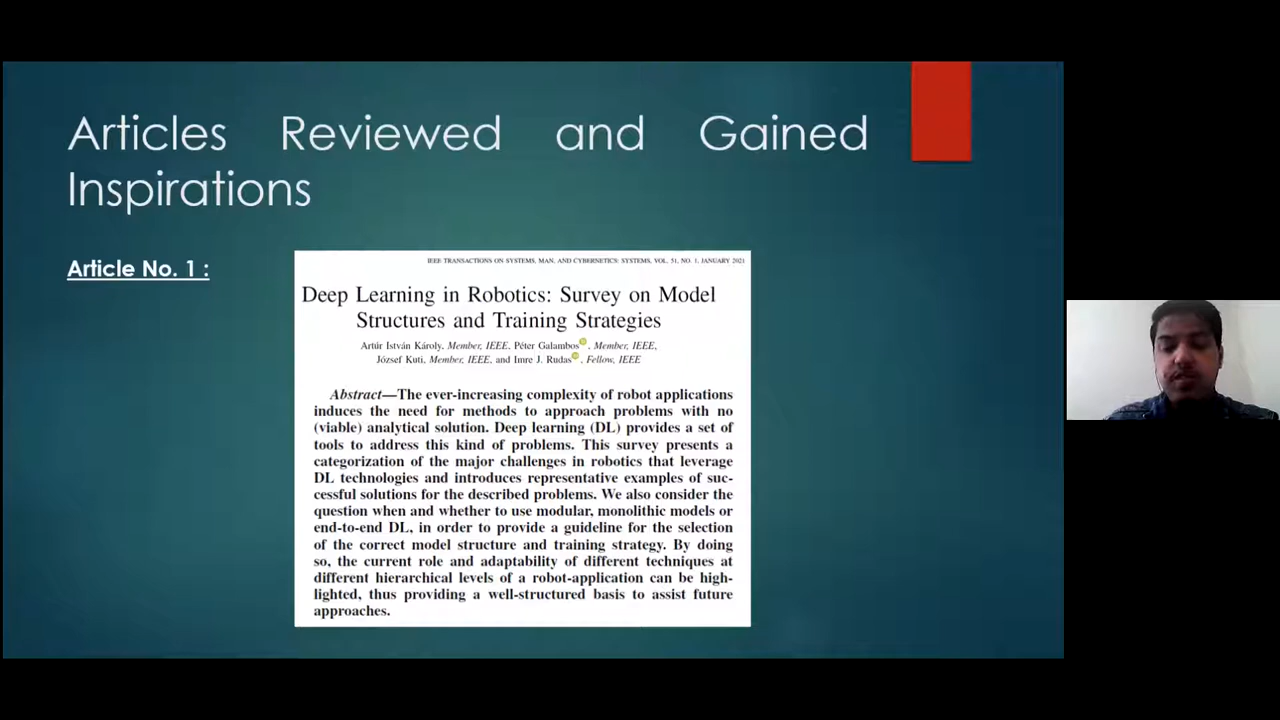 Articles Reviewed and Gained
Inspirations
Article No. 1 :
IEEE TRANSACTIONS ON SYSTEMS, MAN, AND CYBERNETICS: SYSTEMS, VOL. 51, NO. 1, JANUARY 2021
Deep Learning in Robotics: Survey on Model
Structures and Training Strategies
Artúr István Károly, Member, IEEE, Péter Galambos, Member, IEEE,
József Kuti, Member, IEEE, and Imre J. Rudas, Fellow, IEEE
Abstract—The ever-increasing complexity of robot applications
induces the need for methods to approach problems with no
(viable) analytical solution. Deep learning (DL) provides a set of
tools to address this kind of problems. This survey presents a
categorization of the major challenges in robotics that leverage
DL technologies and introduces representative examples of suc-
cessful solutions for the described problems. We also consider the
question when and whether to use modular, monolithic models or
end-to-end DL, in order to provide a guideline for the selection
of the correct model structure and training strategy. By doing
so, the current role and adaptability of different techniques at
different hierarchical levels of a robot-application can be high-
lighted, thus providing a well-structured basis to assist future
approaches.